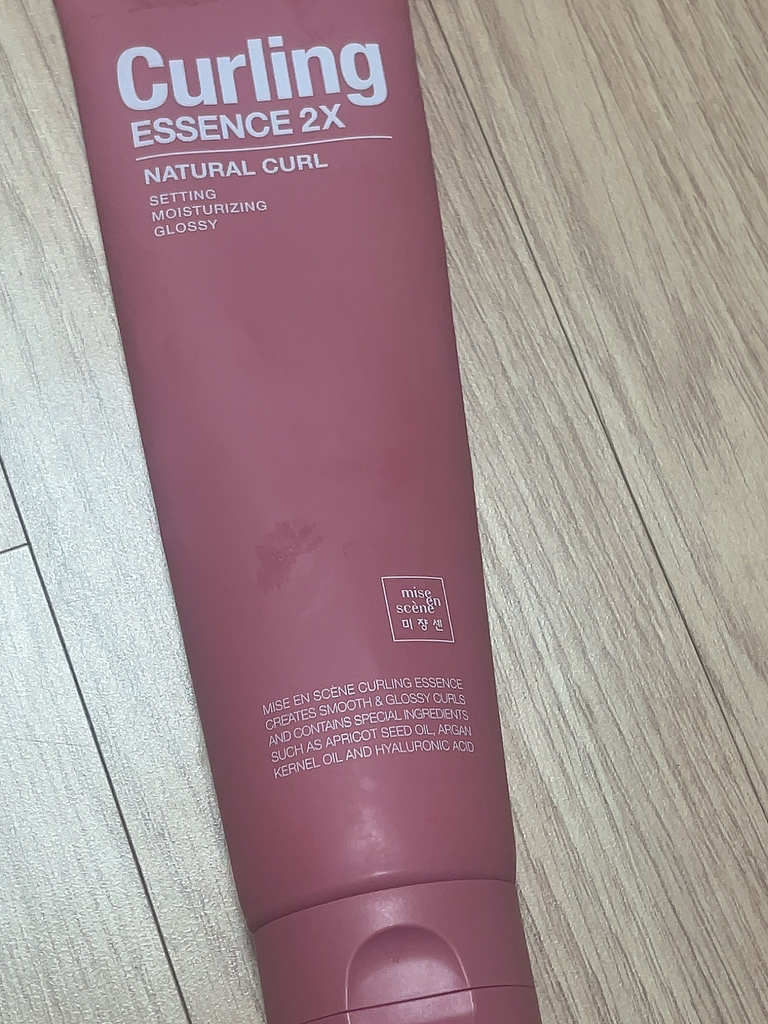 Curling
ESSENCE 2X
NATURAL CURL
SETTING
MOISTURIZING
GLOSSY
mise
en
scène
미쟝센
MISE EN SCÈNE CURLING ESSENCE
CREATES SMOOTH & GLOSSY CURLS
AND CONTAINS SPECIAL INGREDIENTS
SUCH AS APRICOT SEED OIL, ARGAN
KERNEL OIL AND HYALURONIC ACID